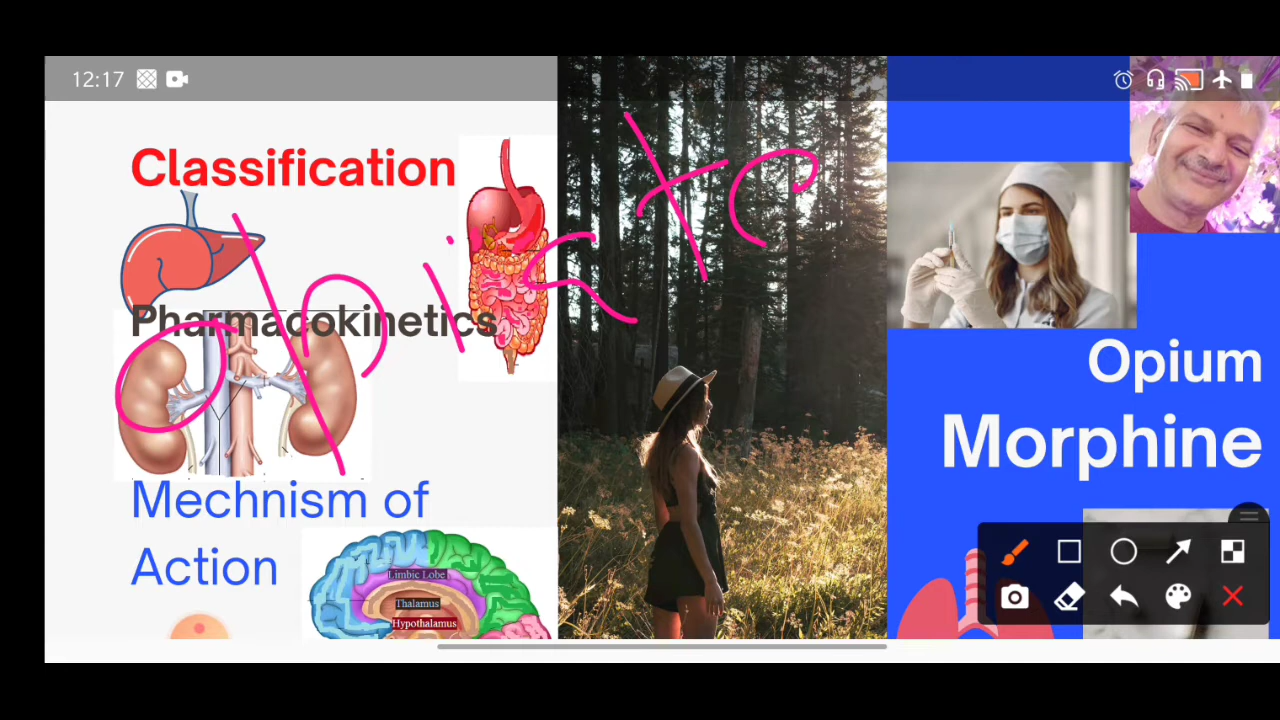 12:17
Classification
Pharmacokinetics
Mechnism of
Action
Limbic Lobe
Thalamus
Hypothalamus
Opium
Morphine